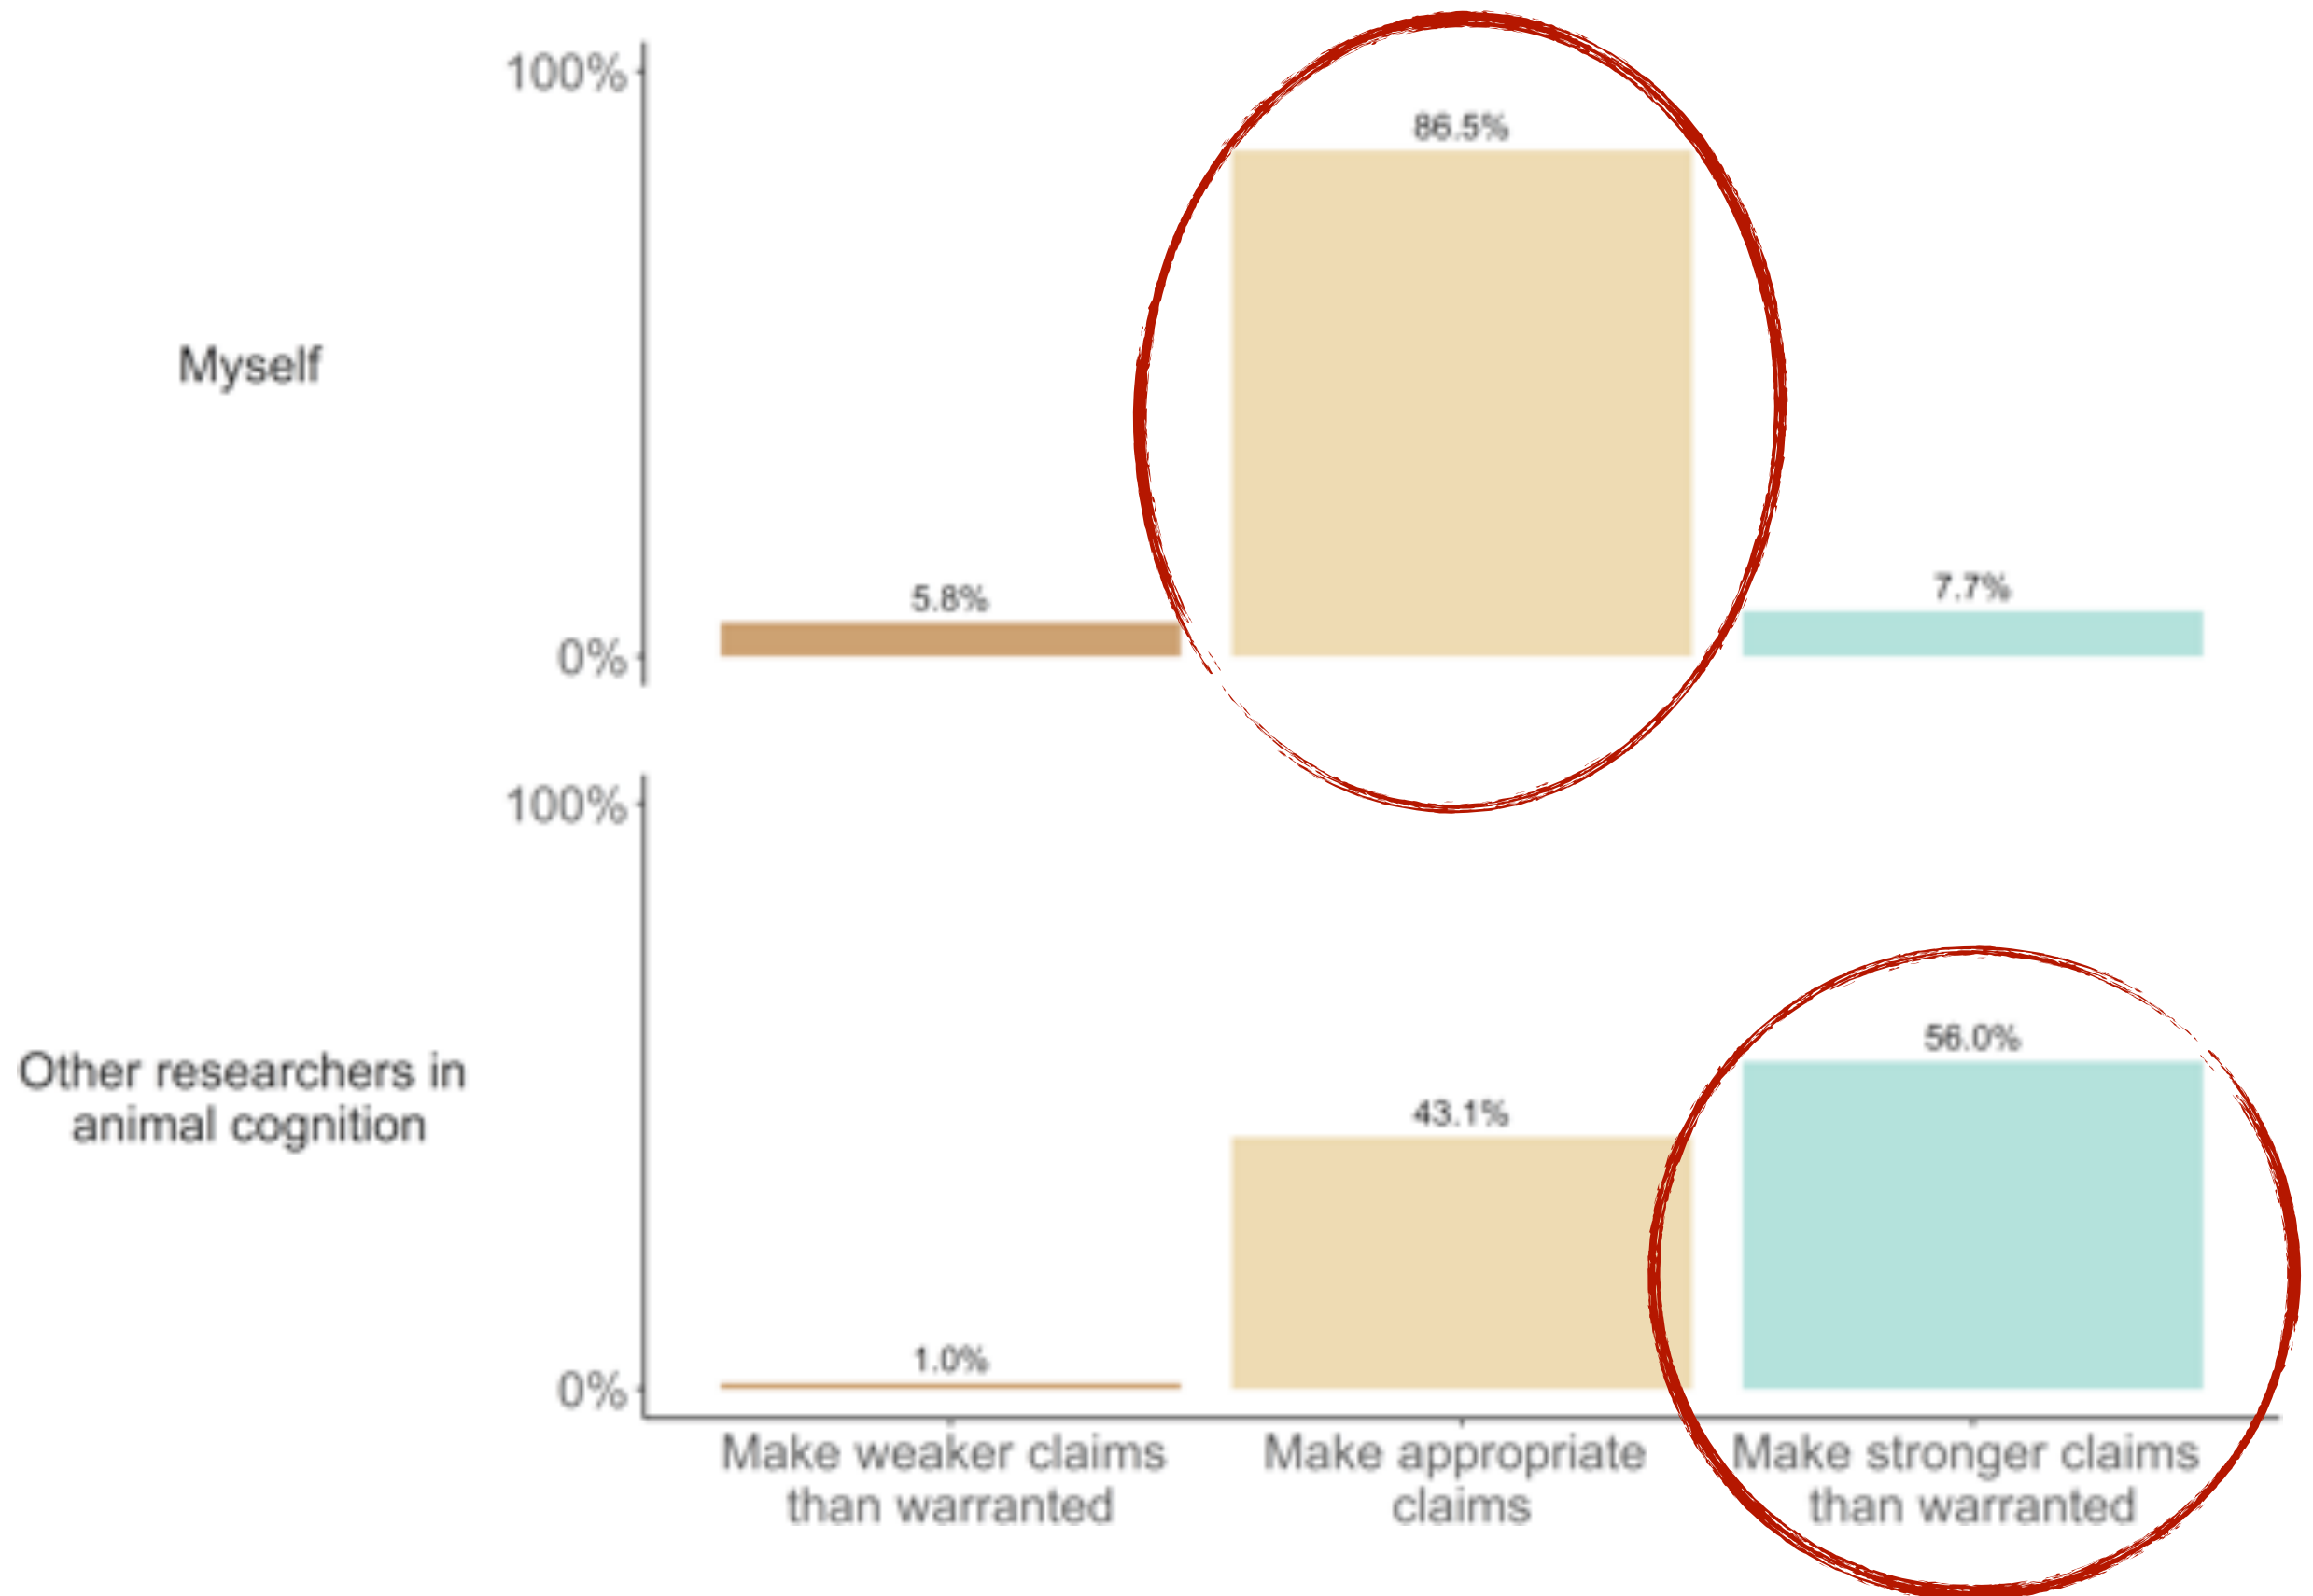 100%
86.5%
Myself
5.8%
7.7%
0%
100%
56.0%
Other researchers in
animal cognition
43.1%
1.0%
0%
Make weaker claims
than warranted
Make appropriate
claims
Make stronger claims
than warranted